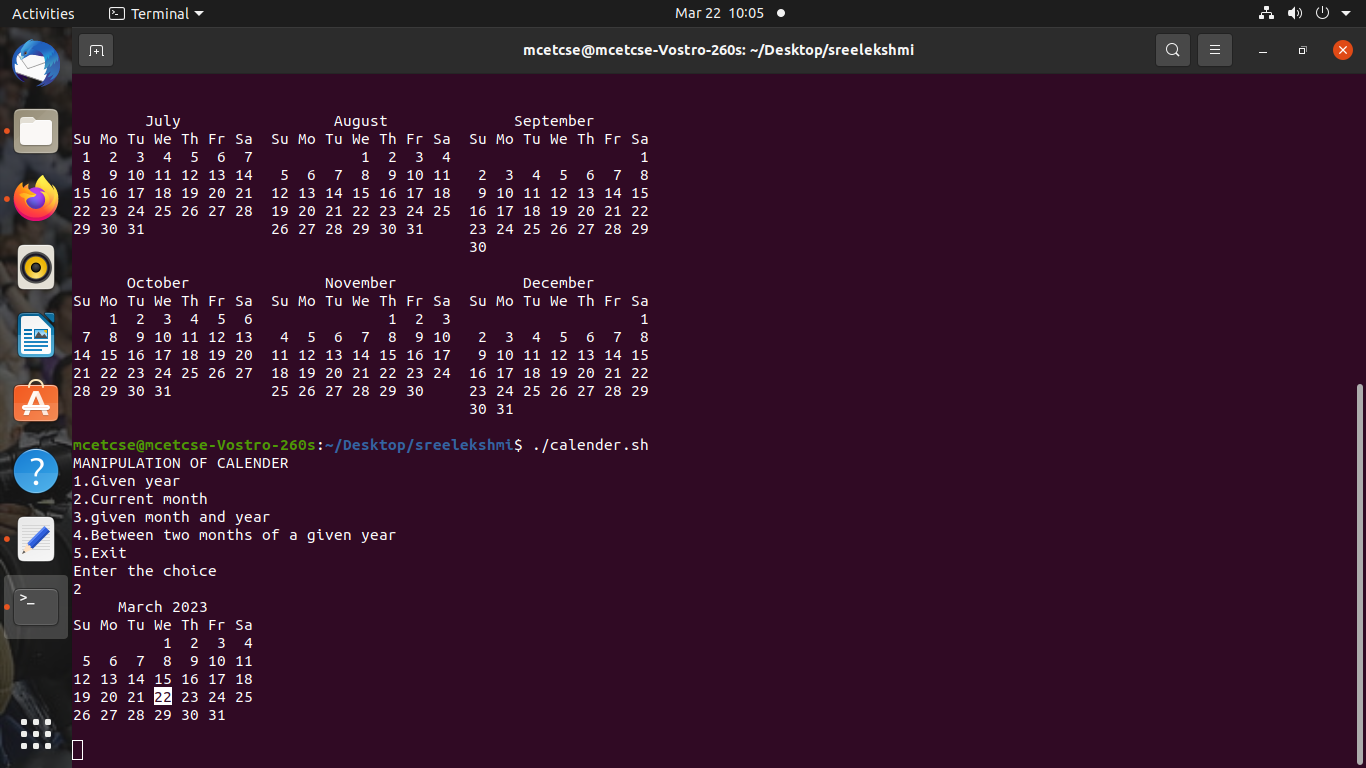 Activities Terminal Mar 22 10:05
mcetcse@mcetcse-Vostro-260s: ~/Desktop/sreelekshmi
        July                 August              September
Su Mo Tu We Th Fr Sa  Su Mo Tu We Th Fr Sa  Su Mo Tu We Th Fr Sa
 1  2  3  4  5  6  7            1  2  3  4                     1
 8  9 10 11 12 13 14   5  6  7  8  9 10 11   2  3  4  5  6  7  8
15 16 17 18 19 20 21  12 13 14 15 16 17 18   9 10 11 12 13 14 15
22 23 24 25 26 27 28  19 20 21 22 23 24 25  16 17 18 19 20 21 22
29 30 31              26 27 28 29 30 31     23 24 25 26 27 28 29
                                            30
      October               November              December
Su Mo Tu We Th Fr Sa  Su Mo Tu We Th Fr Sa  Su Mo Tu We Th Fr Sa
    1  2  3  4  5  6               1  2  3                     1
 7  8  9 10 11 12 13   4  5  6  7  8  9 10   2  3  4  5  6  7  8
14 15 16 17 18 19 20  11 12 13 14 15 16 17   9 10 11 12 13 14 15
21 22 23 24 25 26 27  18 19 20 21 22 23 24  16 17 18 19 20 21 22
28 29 30 31           25 26 27 28 29 30     23 24 25 26 27 28 29
                                            30 31
mcetcse@mcetcse-Vostro-260s:~/Desktop/sreelekshmi$ ./calender.sh
MANIPULATION OF CALENDER
1.Given year
2.Current month
3.given month and year
4.Between two months of a given year
5.Exit
Enter the choice
2
     March 2023
Su Mo Tu We Th Fr Sa
          1  2  3  4
 5  6  7  8  9 10 11
12 13 14 15 16 17 18
19 20 21 22 23 24 25
26 27 28 29 30 31